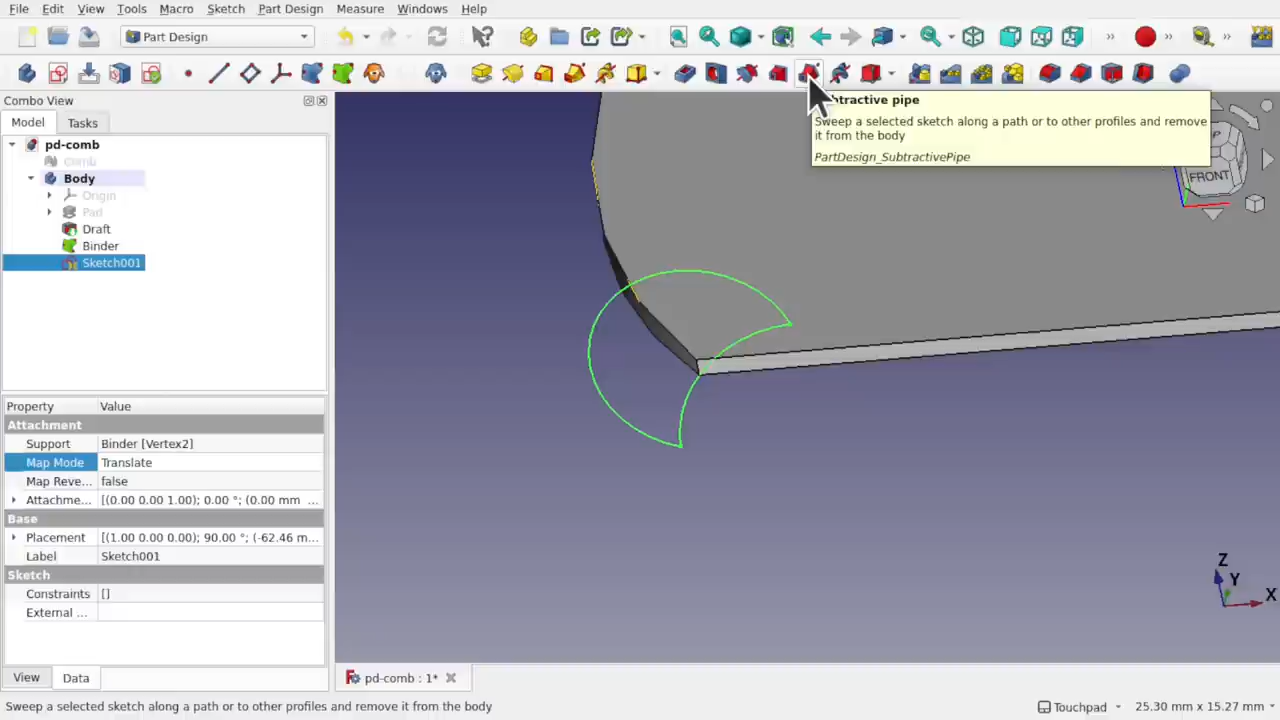 File Edit View Tools Macro Sketch Part Design Measure Windows Help
Part Design
Combo View
Model Tasks
pd-comb
Comb
Body
Origin
Pad
Draft
Binder
Sketch001
btractive pipe
Sweep a selected sketch along a path or to other profiles and remove
it from the body
PartDesign_SubtractivePipe
FRONT
Property Value
Attachment
Support Binder [Vertex2]
Map Mode Translate
Map Reve... false
Attachme... [(0.00 0.00 1.00); 0.00 °; (0.00 mm ...
Base
Placement [(1.00 0.00 0.00); 90.00 °; (-62.46 m...
Label Sketch001
Sketch
Constraints []
External ...
Z
Y
X
View Data
pd-comb : 1*
Sweep a selected sketch along a path or to other profiles and remove it from the body
Touchpad 25.30 mm x 15.27 mm